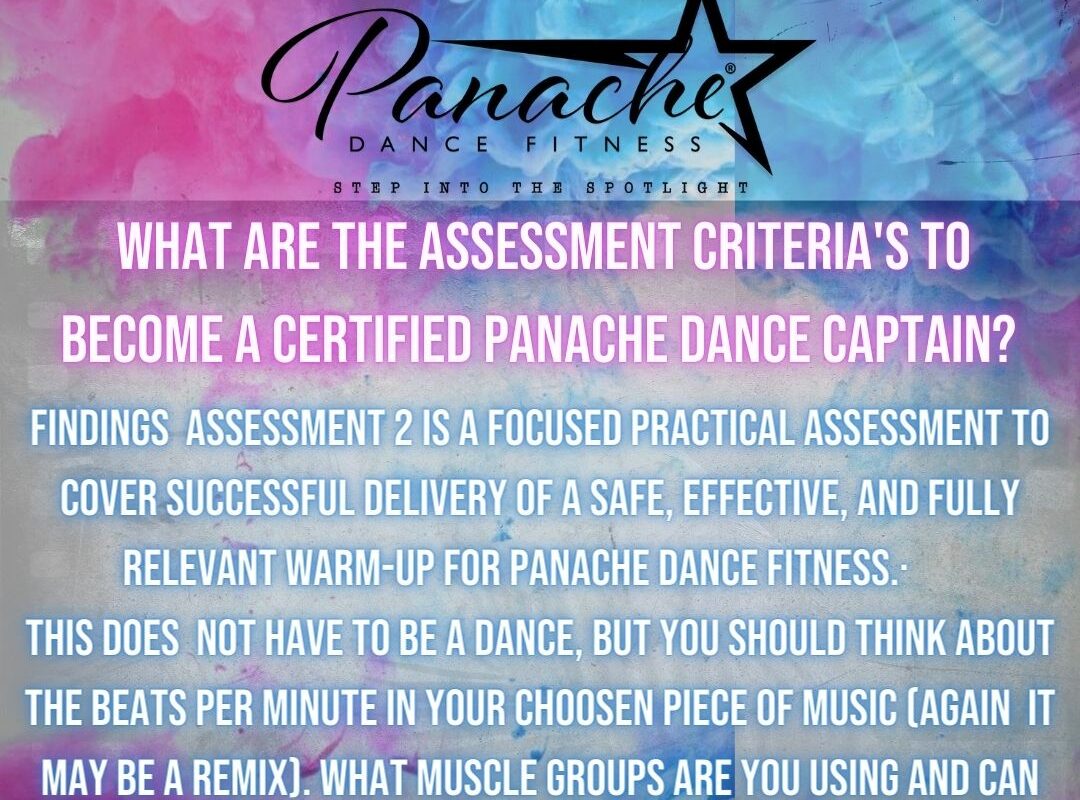 Panache®
DANCE FITNESS
STEP INTO THE SPOTLIGHT
WHAT ARE THE ASSESSMENT CRITERIA'S TO
BECOME A CERTIFIED PANACHE DANCE CAPTAIN?
FINDINGS ASSESSMENT 2 IS A FOCUSED PRACTICAL ASSESSMENT TO
COVER SUCCESSFUL DELIVERY OF A SAFE, EFFECTIVE, AND FULLY
RELEVANT WARM-UP FOR PANACHE DANCE FITNESS.·
THIS DOES NOT HAVE TO BE A DANCE, BUT YOU SHOULD THINK ABOUT
THE BEATS PER MINUTE IN YOUR CHOOSEN PIECE OF MUSIC (AGAIN IT
MAY BE A REMIX). WHAT MUSCLE GROUPS ARE YOU USING AND CAN